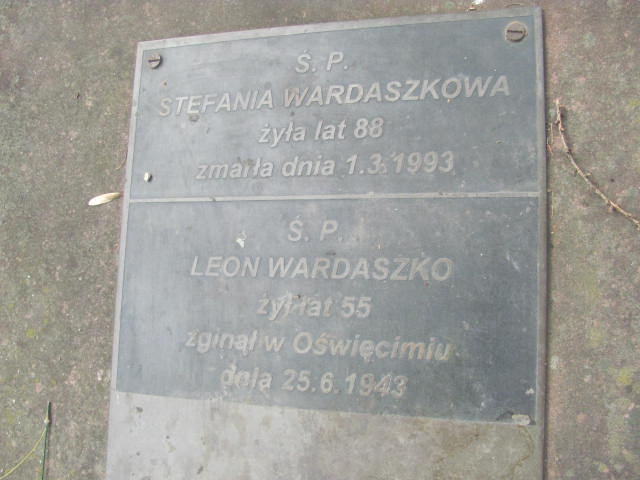 Ś. P.
STEFANIA WARDASZKOWA
żyła lat 88
zmarła dnia 1.3.1993
Ś. P.
LEON WARDASZKO
żył lat 55
zginął w Oświęcimiu
dnia 25.6.1943